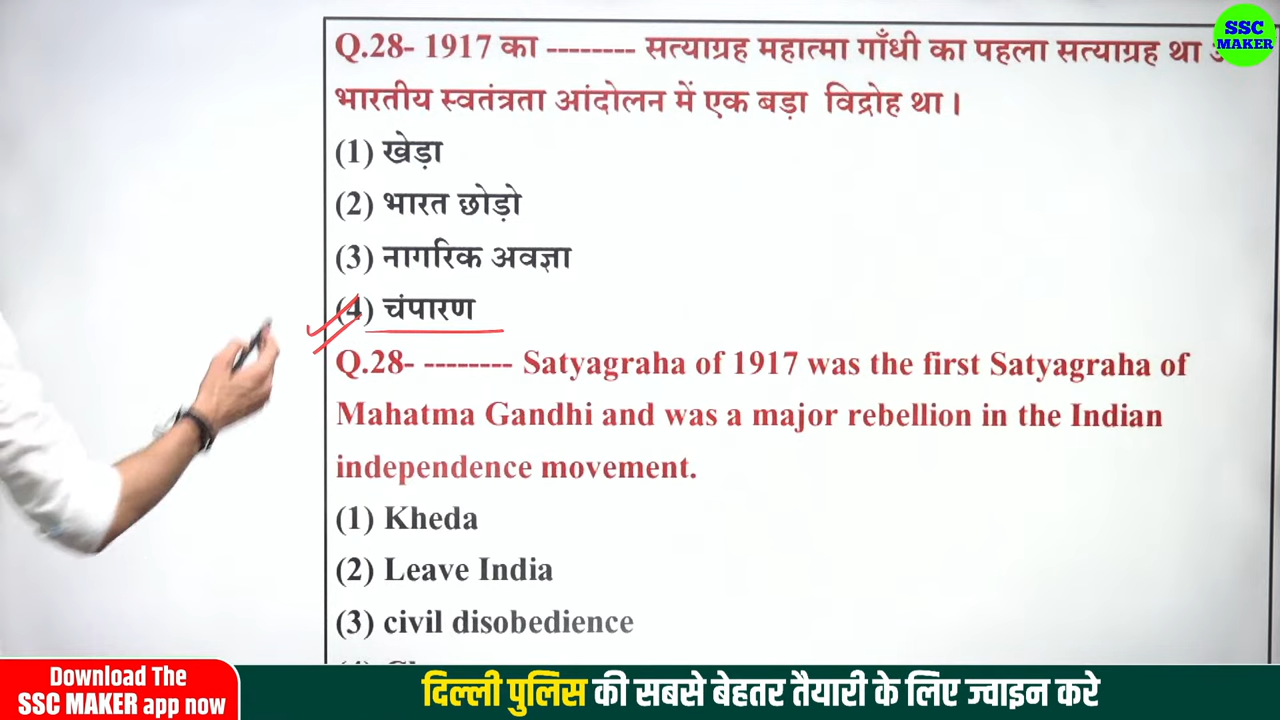 SSC
MAKER
Q.28- 1917 का -------- सत्याग्रह महात्मा गाँधी का पहला सत्याग्रह था
भारतीय स्वतंत्रता आंदोलन में एक बड़ा विद्रोह था।
(1) खेड़ा
(2) भारत छोड़ो
(3) नागरिक अवज्ञा
(4) चंपारण
Q.28- -------- Satyagraha of 1917 was the first Satyagraha of
Mahatma Gandhi and was a major rebellion in the Indian
independence movement.
(1) Kheda
(2) Leave India
(3) civil disobedience
Download The
SSC MAKER app now
दिल्ली पुलिस की सबसे बेहतर तैयारी के लिए ज्वाइन करे